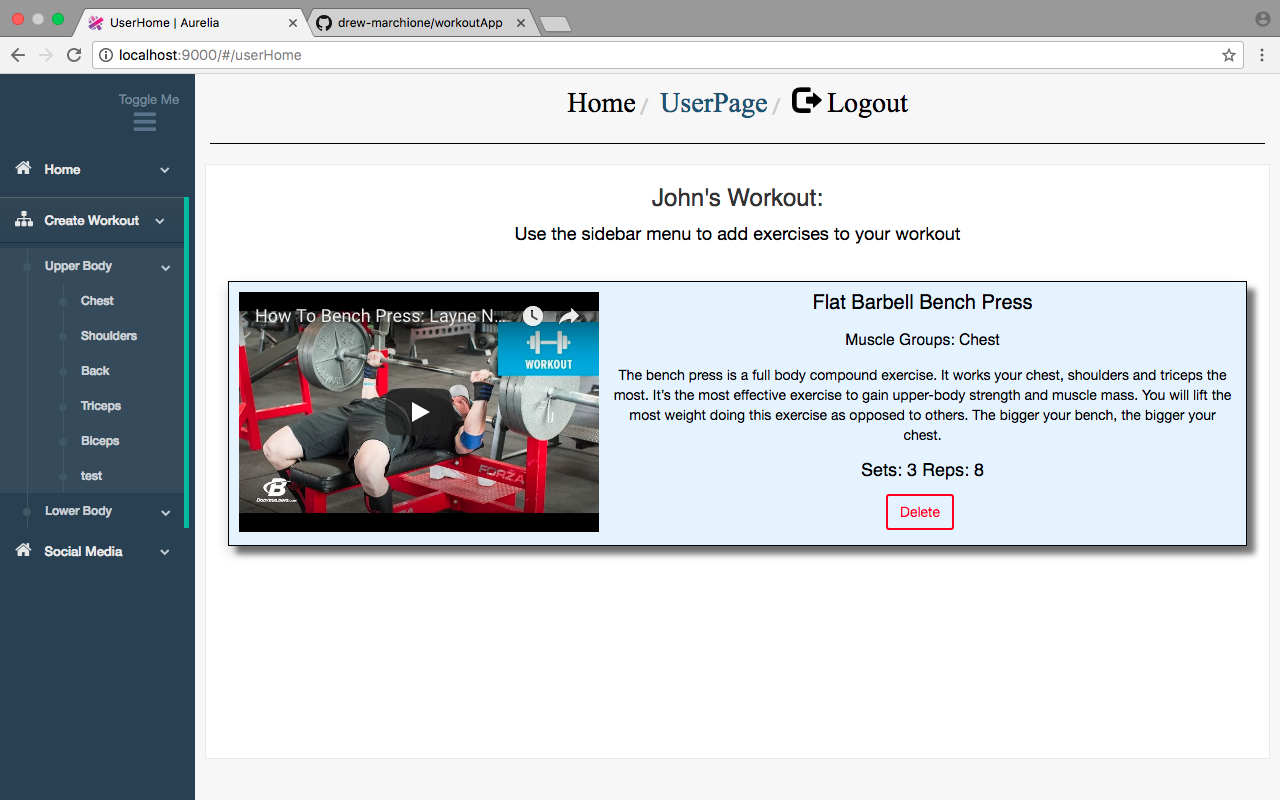 UserHome | Aurelia
drew-marchione/workoutApp
localhost:9000/#/userHome
Toggle Me
Home
Create Workout
Upper Body
Chest
Shoulders
Back
Triceps
Biceps
test
Lower Body
Social Media
Home / UserPage / Logout
John's Workout:
Use the sidebar menu to add exercises to your workout
How To Bench Press: Layne N...
WORKOUT
FORZA
BODYBUILDING.COM
Flat Barbell Bench Press
Muscle Groups: Chest
The bench press is a full body compound exercise. It works your chest, shoulders and triceps the
most. It’s the most effective exercise to gain upper-body strength and muscle mass. You will lift the
most weight doing this exercise as opposed to others. The bigger your bench, the bigger your
chest.
Sets: 3 Reps: 8
Delete